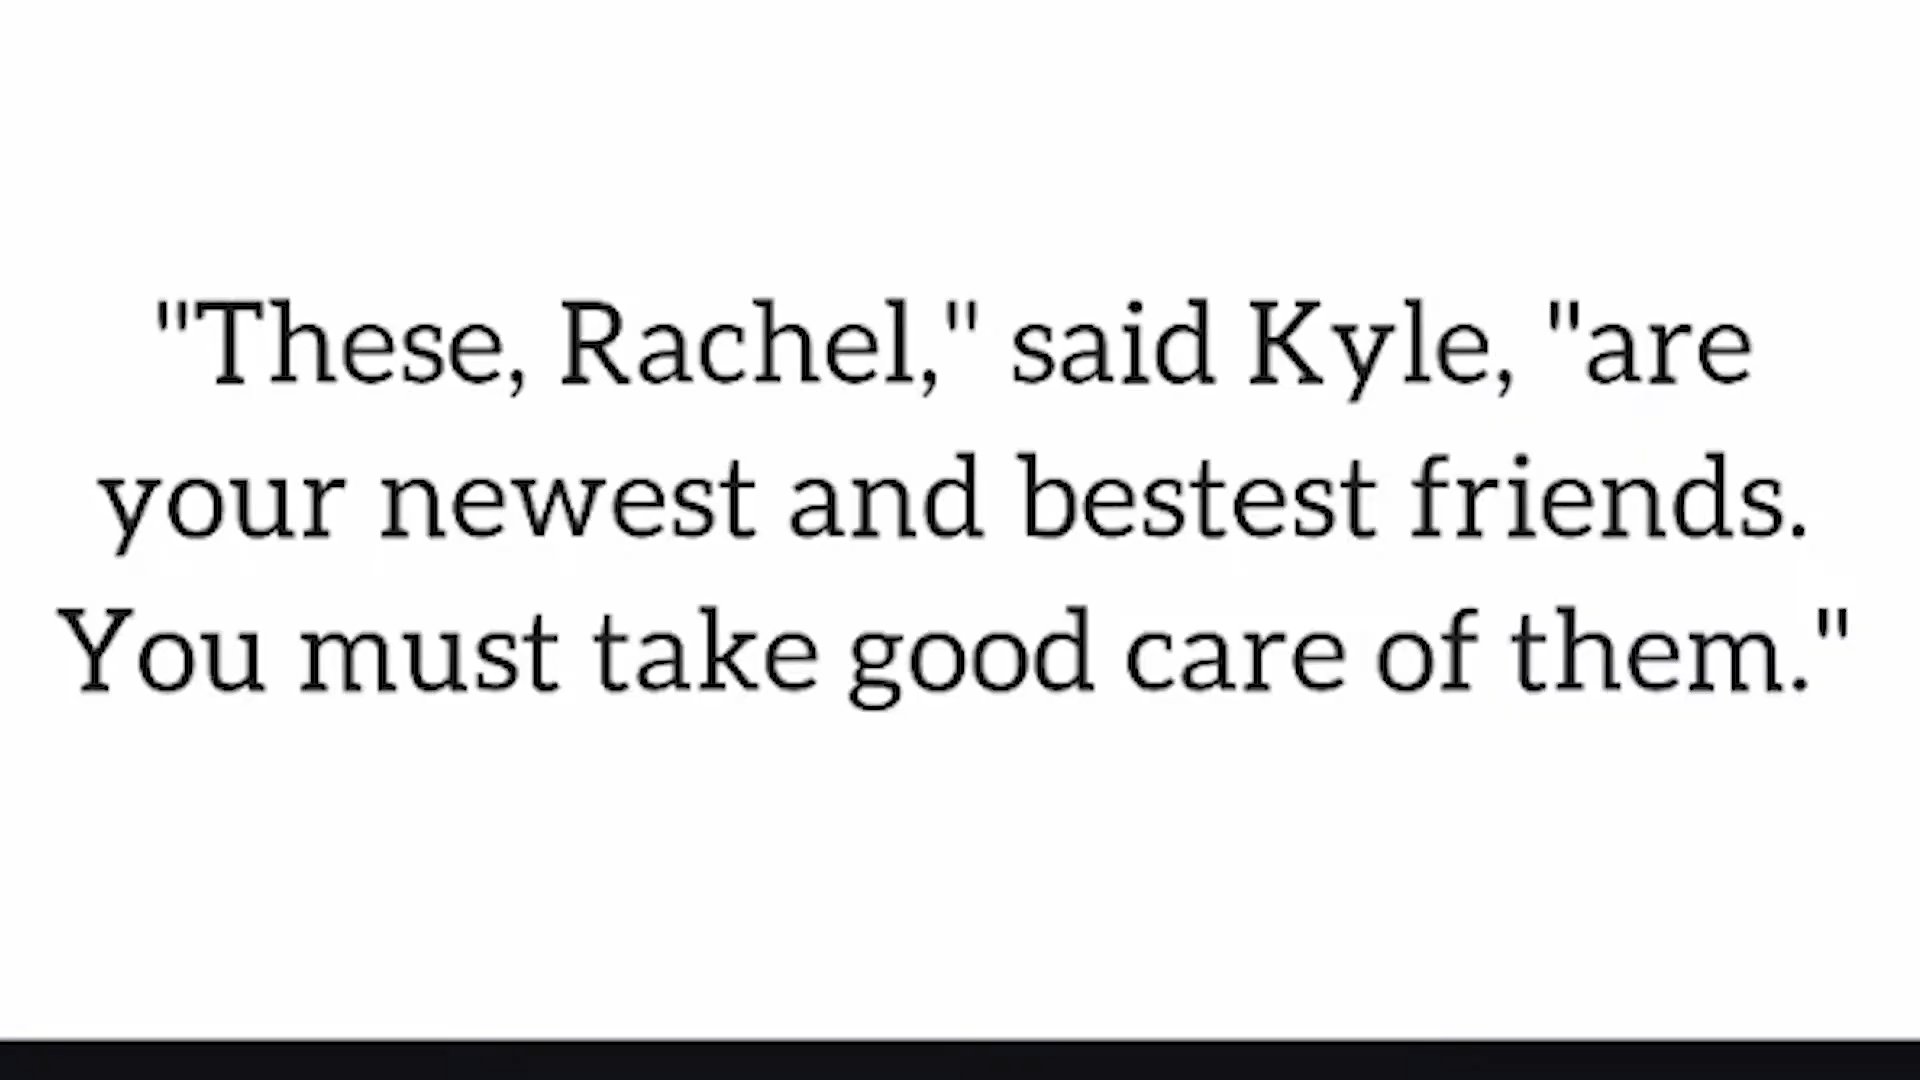 "These, Rachel," said Kyle, "are
your newest and bestest friends.
You must take good care of them."